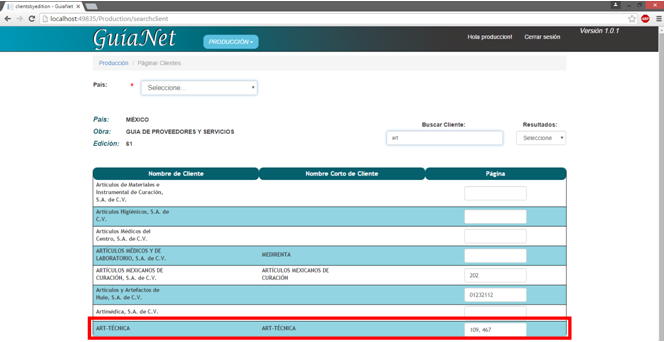 clientsbyedition - GuiaNet
localhost:49835/Production/searchclient
GuíaNet
PRODUCCIÓN
Hola produccion!
Cerrar sesión
Versión 1.0.1
Producción / Páginar Clientes
País: * Seleccione...
País: MÉXICO
Obra: GUIA DE PROVEEDORES Y SERVICIOS
Edición: 61
Buscar Cliente:
art
Resultados:
Seleccione
Nombre de Cliente Nombre Corto de Cliente Página
Artículos de Materiales e
Instrumental de Curación,
S.A. de C.V.
Artículos Higiénicos, S.A. de
C.V.
Artículos Médicos del
Centro, S.A. de C.V.
ARTÍCULOS MÉDICOS Y DE
LABORATORIO, S.A. DE C.V.
MEDIRENTA
ARTÍCULOS MEXICANOS DE
CURACIÓN, S.A. DE C.V.
ARTÍCULOS MEXICANOS DE
CURACIÓN
202
Artículos y Artefactos de
Hule, S.A. de C.V.
01232112
Artimédica, S.A. de C.V.
ART-TÉCNICA ART-TÉCNICA 109, 467